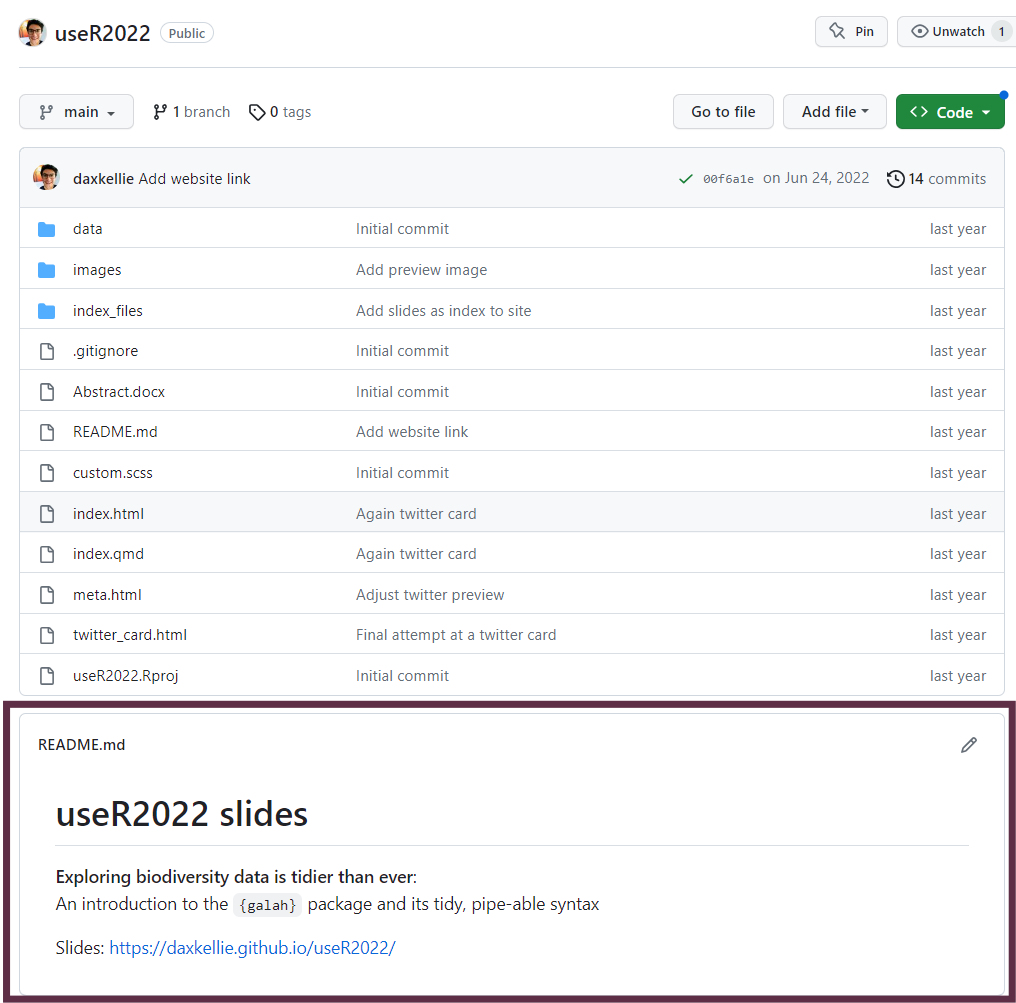 useR2022 Public Pin Unwatch 1
main 1 branch 0 tags Go to file Add file <> Code
daxkellie Add website link 00f6a1e on Jun 24, 2022 14 commits
data Initial commit last year
images Add preview image last year
index_files Add slides as index to site last year
.gitignore Initial commit last year
Abstract.docx Initial commit last year
README.md Add website link last year
custom.scss Initial commit last year
index.html Again twitter card last year
index.qmd Again twitter card last year
meta.html Adjust twitter preview last year
twitter_card.html Final attempt at a twitter card last year
useR2022.Rproj Initial commit last year
README.md
useR2022 slides
Exploring biodiversity data is tidier than ever:
An introduction to the {galah} package and its tidy, pipe-able syntax
Slides: https://daxkellie.github.io/useR2022/